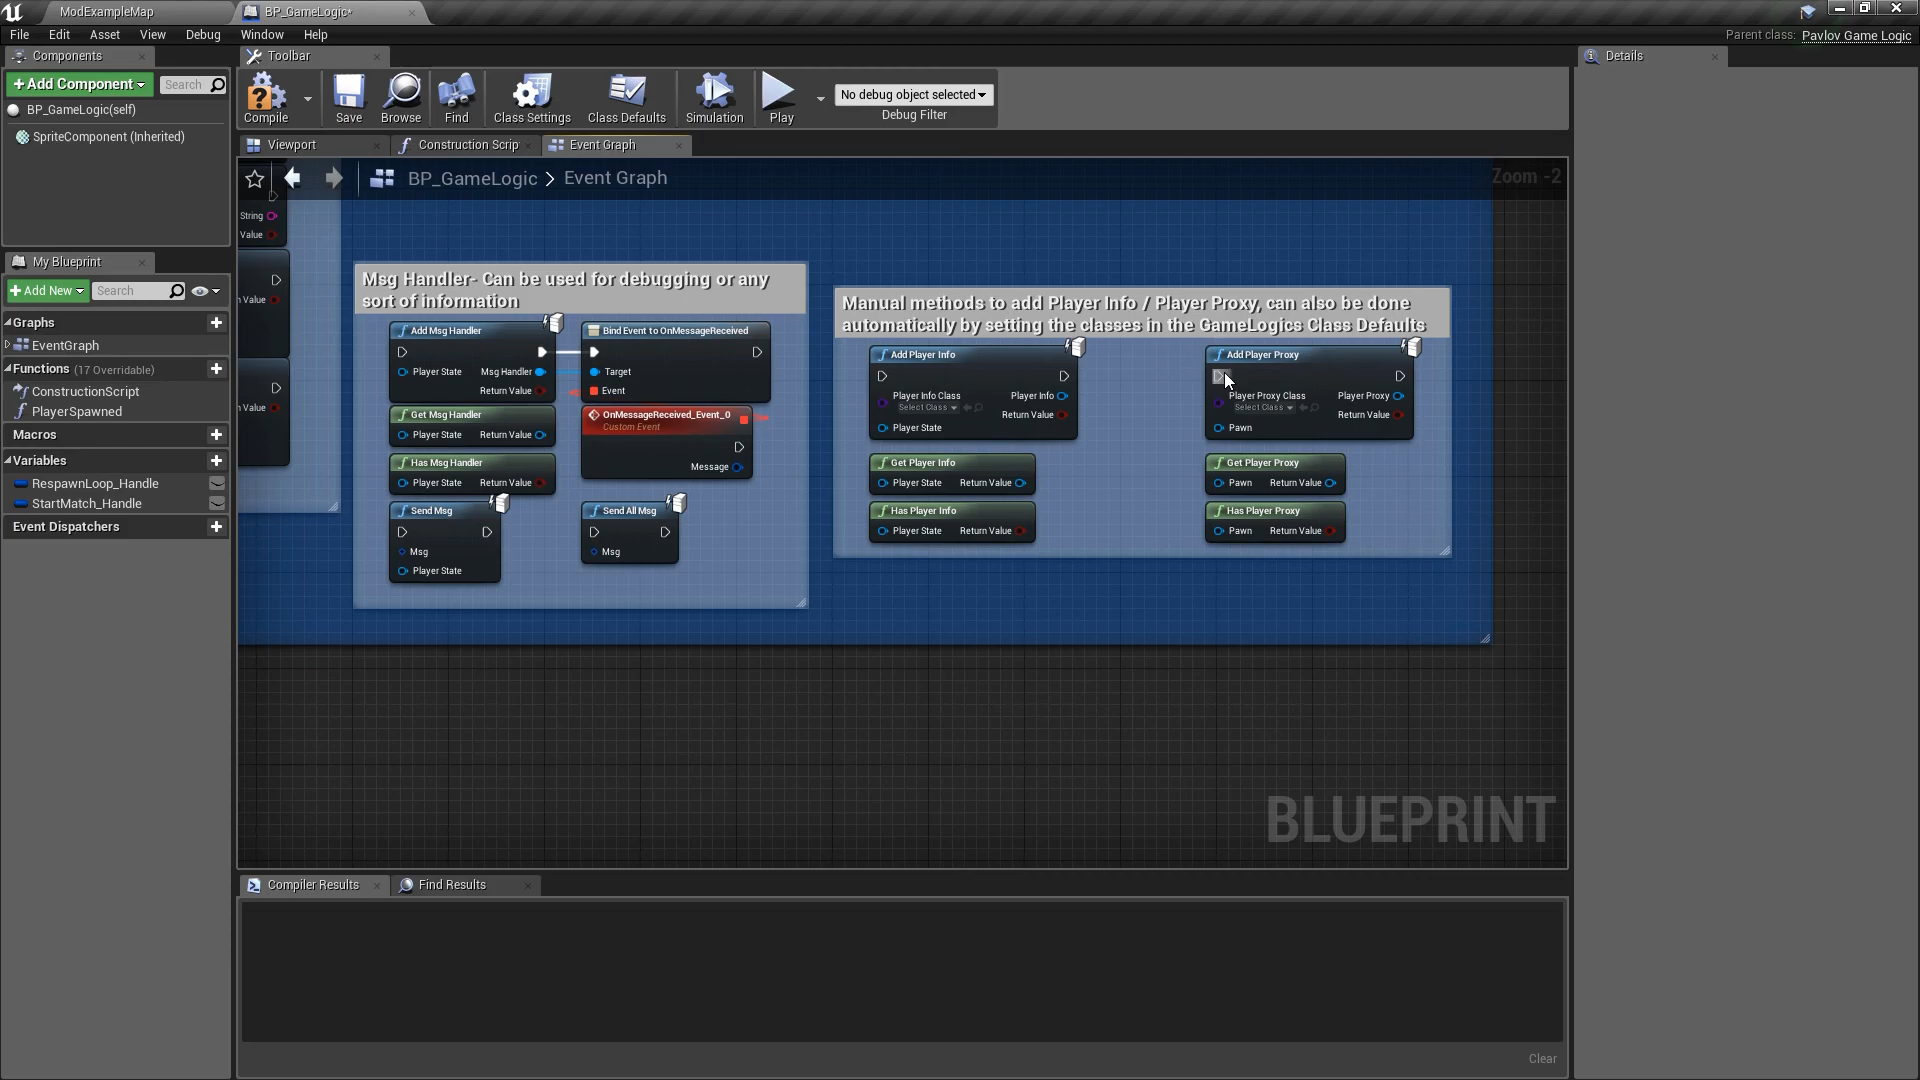 ModExampleMap
BP_GameLogic*
File Edit Asset View Debug Window Help
Parent class: Pavlov Game Logic
Components
Toolbar
Details
+Add Component
Search
BP_GameLogic(self)
SpriteComponent (Inherited)
Compile
Save
Browse
Find
Class Settings
Class Defaults
Simulation
Play
No debug object selected
Debug Filter
Viewport
Construction Scrip
Event Graph
BP_GameLogic > Event Graph
Zoom -2
My Blueprint
+Add New
Search
Graphs
EventGraph
Functions (17 Overridable)
ConstructionScript
PlayerSpawned
Macros
Variables
RespawnLoop_Handle
StartMatch_Handle
Event Dispatchers
String
Value
n Value
n Value
Msg Handler- Can be used for debugging or any
sort of information
Add Msg Handler
Player State
Msg Handler
Return Value
Bind Event to OnMessageReceived
Target
Event
Get Msg Handler
Player State
Return Value
OnMessageReceived_Event_0
Custom Event
Message
Has Msg Handler
Player State
Return Value
Send Msg
Msg
Player State
Send All Msg
Msg
Manual methods to add Player Info / Player Proxy, can also be done
automatically by setting the classes in the GameLogics Class Defaults
Add Player Info
Player Info Class
Select Class
Player State
Player Info
Return Value
Add Player Proxy
Player Proxy Class
Select Class
Pawn
Player Proxy
Return Value
Get Player Info
Player State
Return Value
Get Player Proxy
Pawn
Return Value
Has Player Info
Player State
Return Value
Has Player Proxy
Pawn
Return Value
BLUEPRINT
Compiler Results
Find Results
Clear